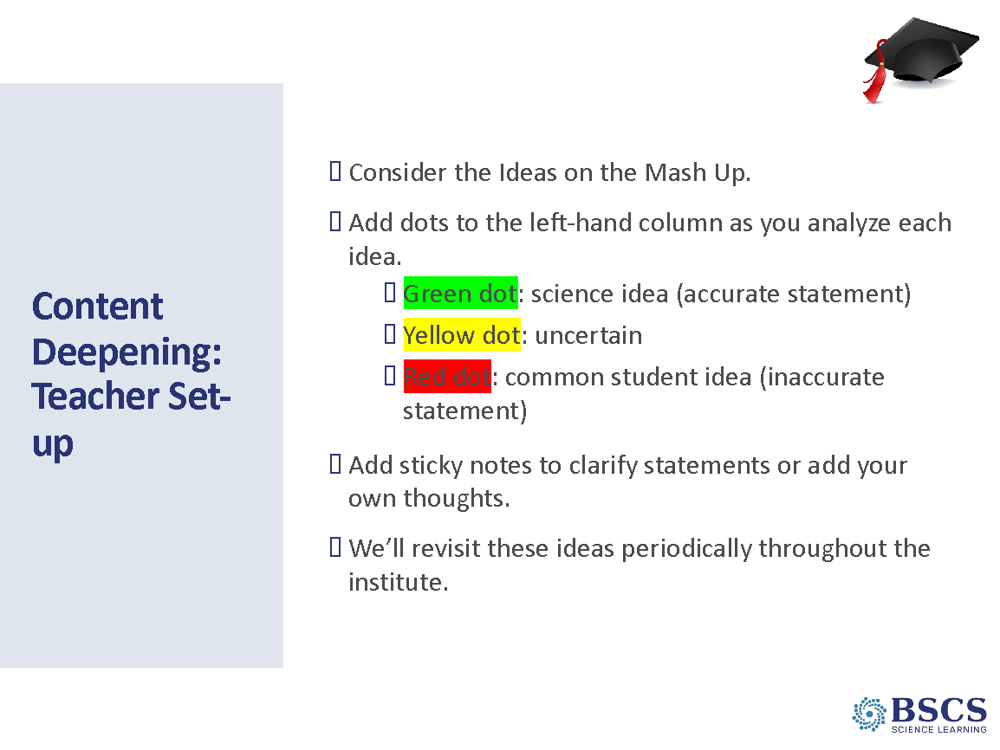 Content
Deepening:
Teacher Set-
up
Consider the Ideas on the Mash Up.
Add dots to the left-hand column as you analyze each
idea.
Green dot: science idea (accurate statement)
Yellow dot: uncertain
Red dot: common student idea (inaccurate
statement)
Add sticky notes to clarify statements or add your
own thoughts.
We’ll revisit these ideas periodically throughout the
institute.
BSCS
SCIENCE LEARNING